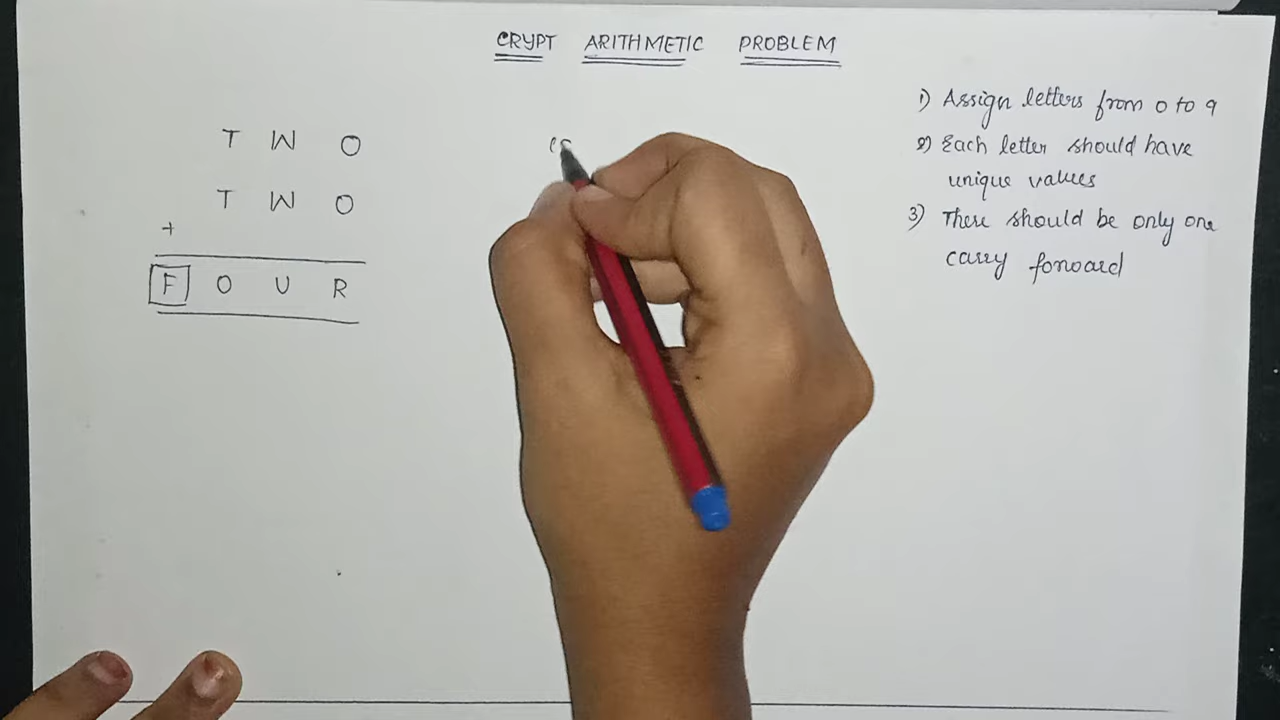 CRYPT ARITHMETIC PROBLEM
T W O
T W O
+
F O U R
1) Assign letters from 0 to 9
2) Each letter should have
unique values
3) There should be only one
carry forword